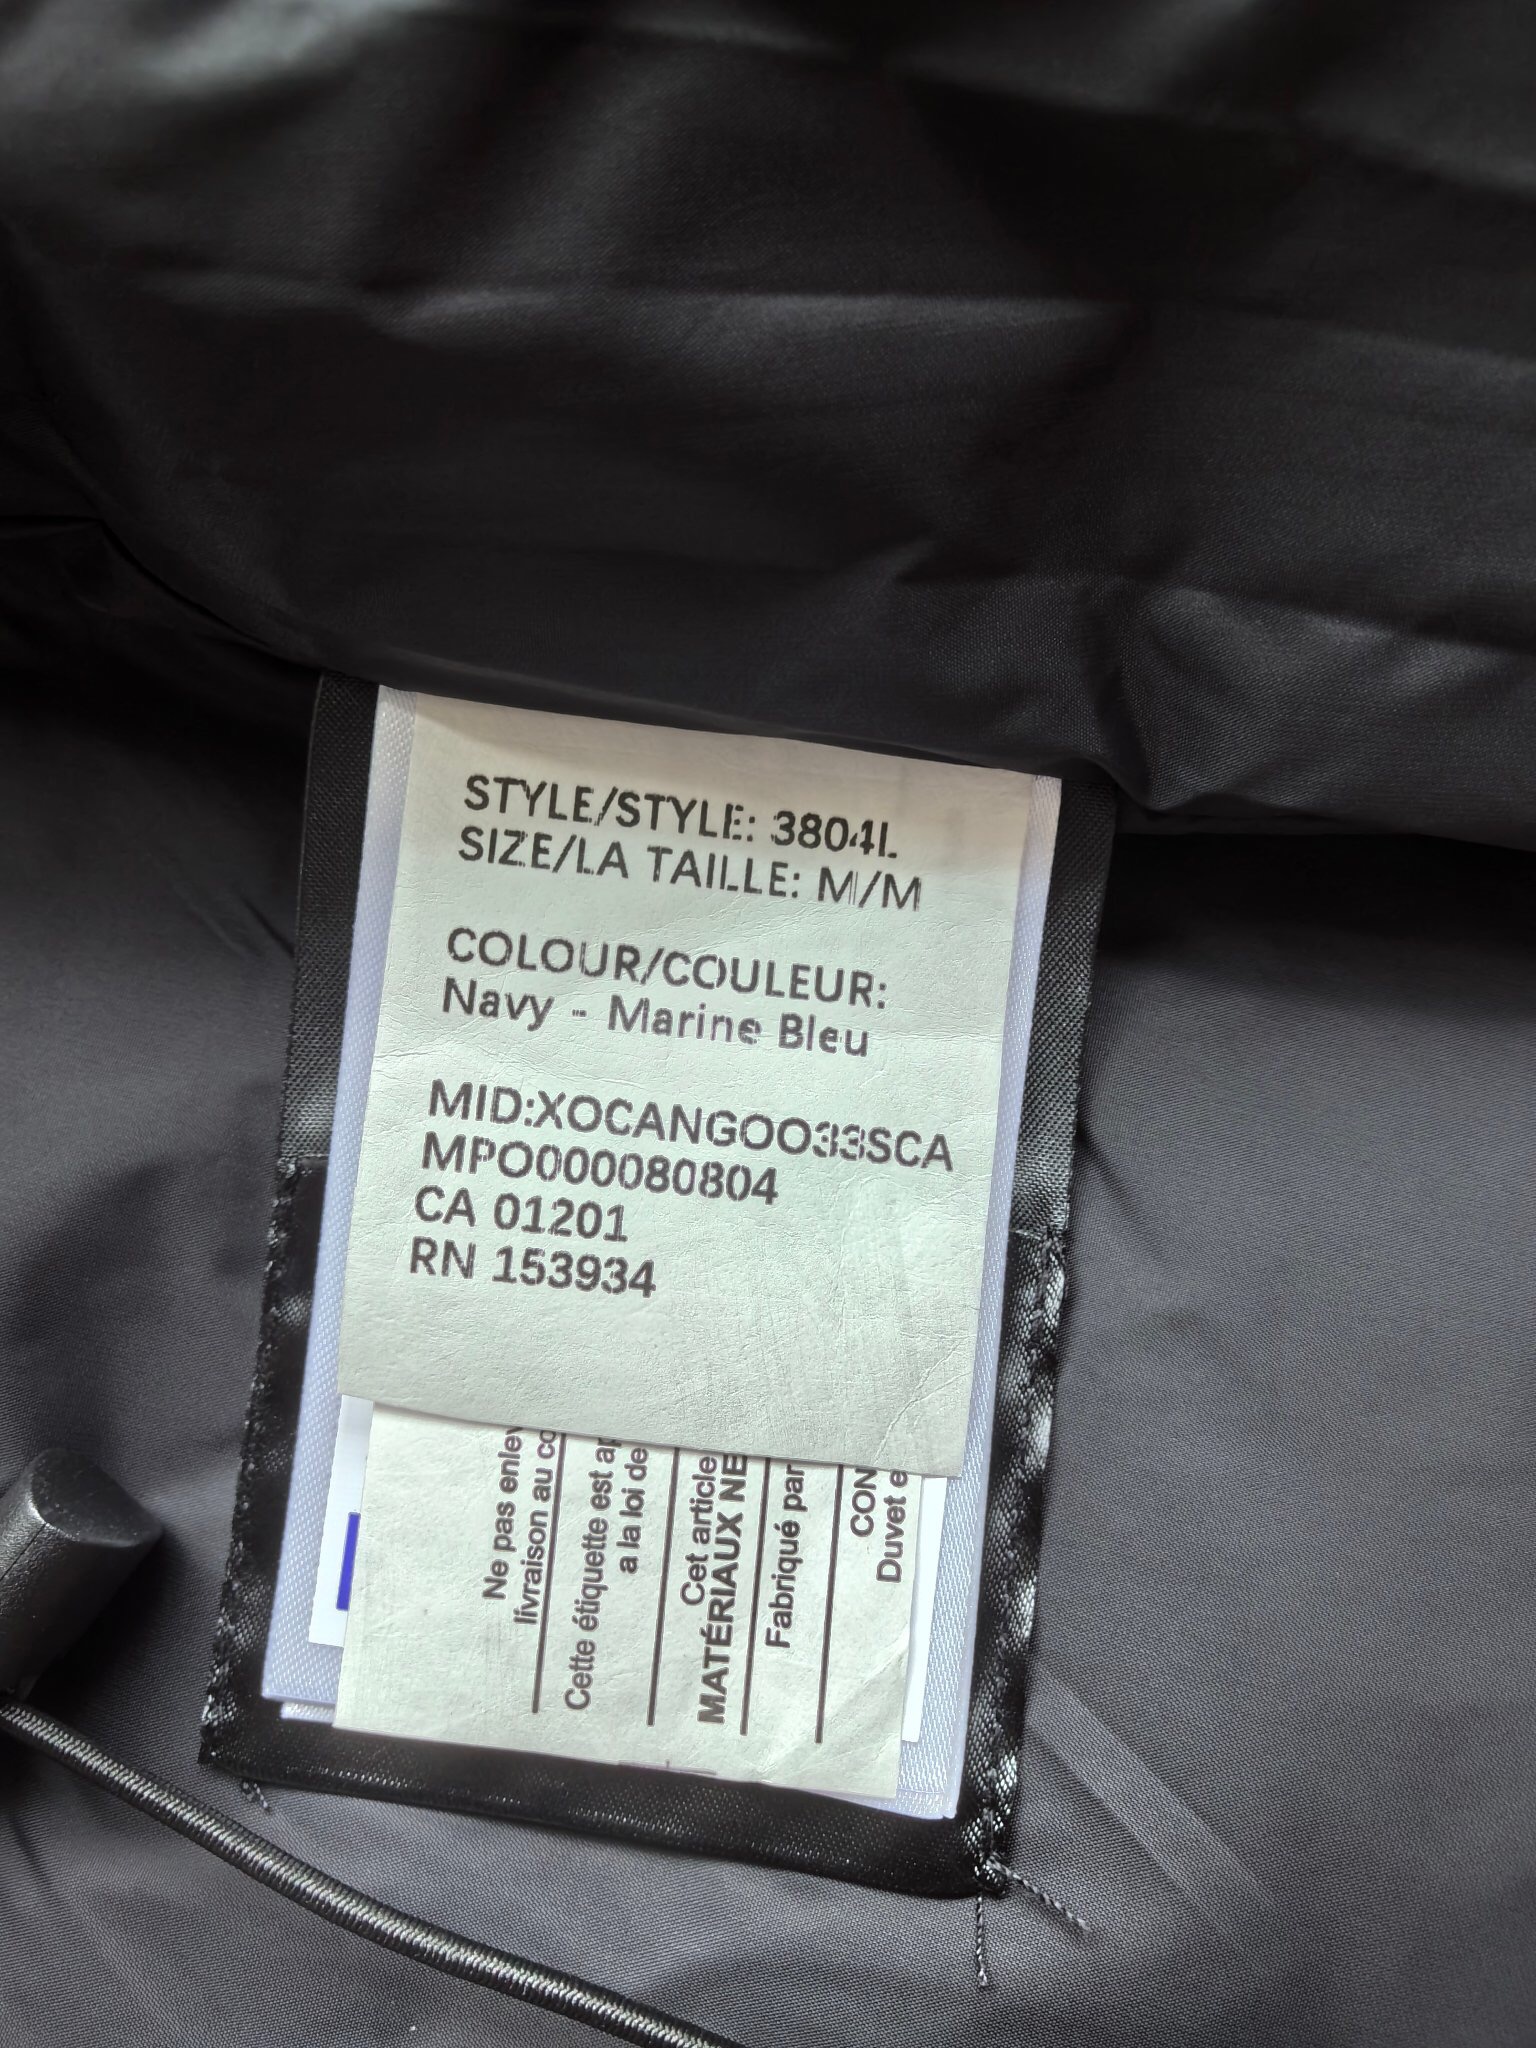 STYLE/STYLE: 3804L
SIZE/LA TAILLE: M/M
COLOUR/COULEUR:
Navy - Marine Bleu
MID:XOCANGOO33SCA
MPO000080804
CA 01201
RN 153934
Ne pas enlev
livraison au co
Cette étiquette est ap
a la loi de
Cet article
MATÉRIAUX NE
Fabriqué par
CON
Duvet e